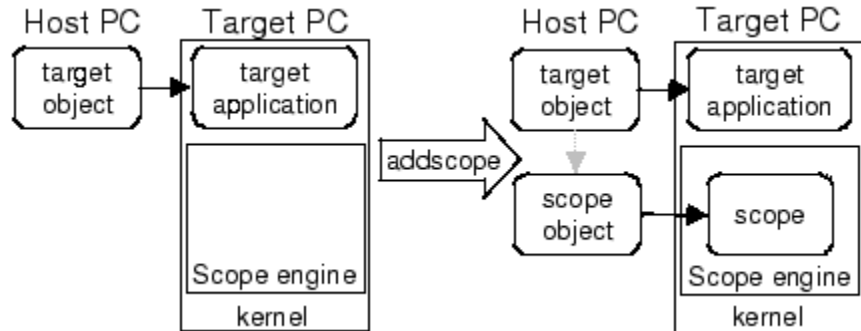 Host PC
Target PC
target
object
target
application
Scope engine
kernel
addscope
Host PC
Target PC
target
object
target
application
scope
object
scope
Scope engine
kernel